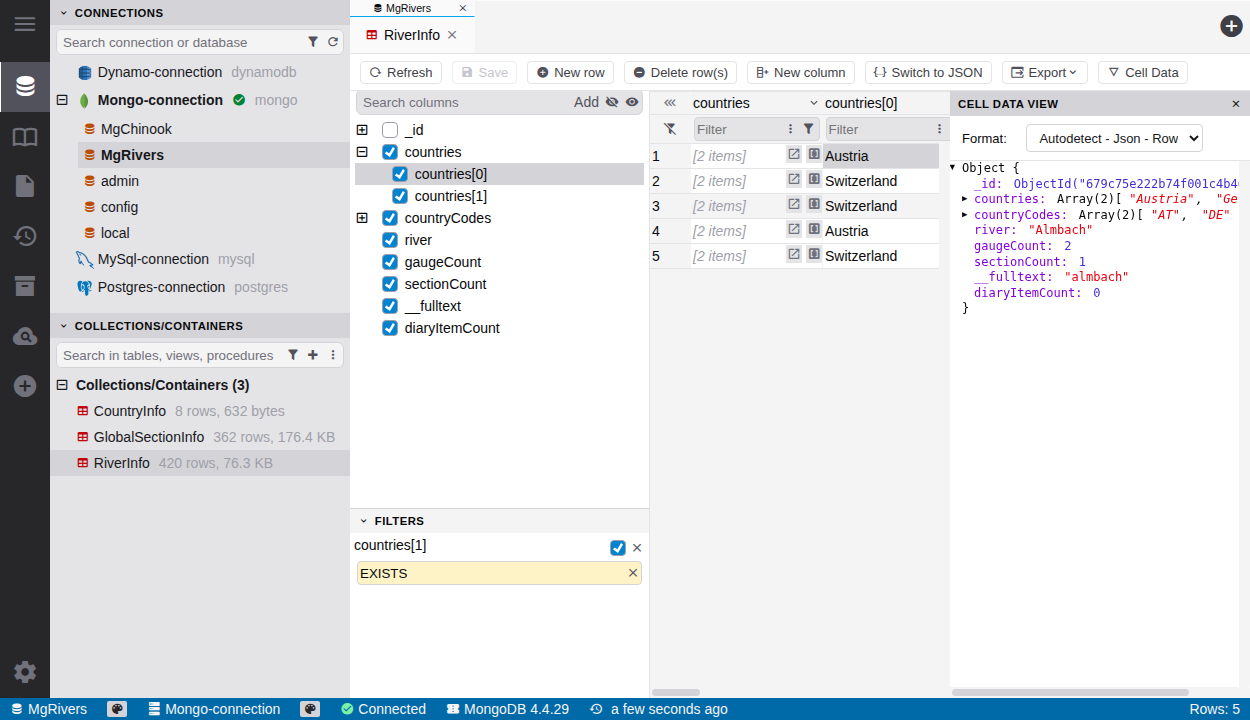 CONNECTIONS
Search connection or database
Dynamo-connection dynamodb
Mongo-connection mongo
MgChinook
MgRivers
admin
config
local
MySql-connection mysql
Postgres-connection postgres
COLLECTIONS/CONTAINERS
Search in tables, views, procedures
Collections/Containers (3)
CountryInfo 8 rows, 632 bytes
GlobalSectionInfo 362 rows, 176.4 KB
RiverInfo 420 rows, 76.3 KB
MgRivers
RiverInfo
Refresh Save New row Delete row(s) New column Switch to JSON Export Cell Data
Search columns Add
_id
countries
countries[0]
countries[1]
countryCodes
river
gaugeCount
sectionCount
__fulltext
diaryItemCount
FILTERS
countries[1]
EXISTS
countries countries[0]
Filter Filter
1 [2 items] Austria
2 [2 items] Switzerland
3 [2 items] Switzerland
4 [2 items] Austria
5 [2 items] Switzerland
CELL DATA VIEW
Format: Autodetect - Json - Row
Object {
_id: ObjectId("679c75e222b74f001c4b4
countries: Array(2)[ "Austria", "Ge
countryCodes: Array(2)[ "AT", "DE"
river: "Almbach"
gaugeCount: 2
sectionCount: 1
__fulltext: "almbach"
diaryItemCount: 0
}
MgRivers Mongo-connection Connected MongoDB 4.4.29 a few seconds ago Rows: 5